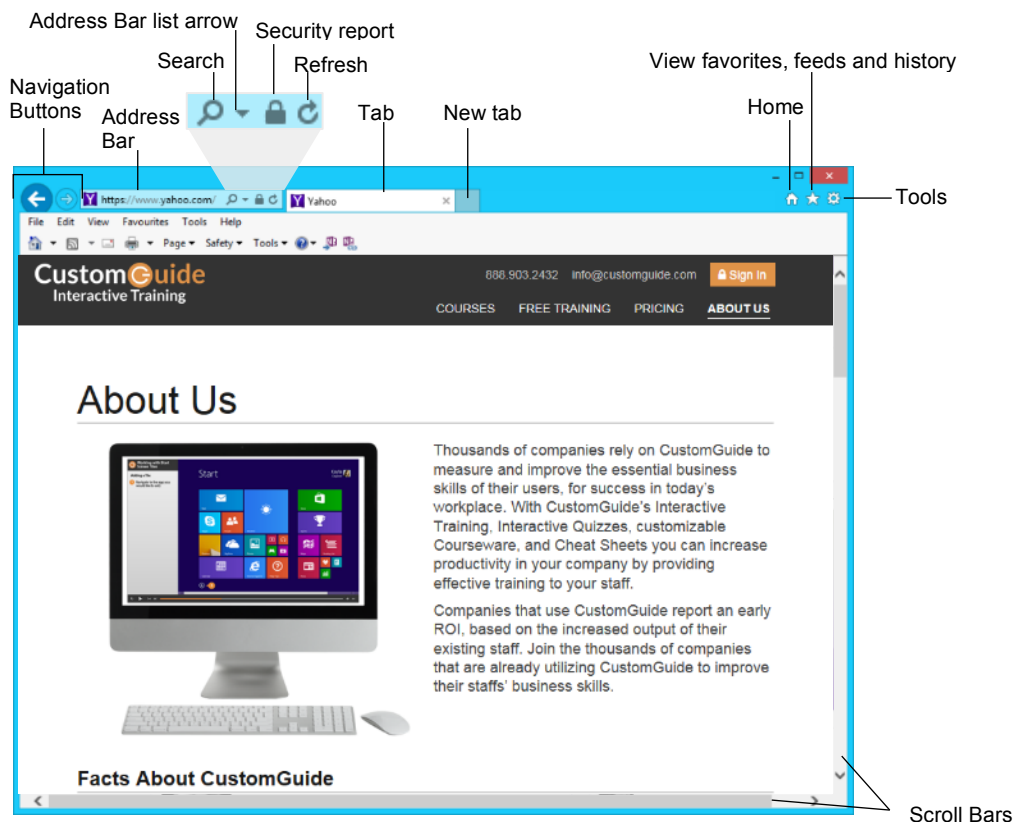 Address Bar list arrow
Security report
Search
Refresh
View favorites, feeds and history
Navigation
Buttons
Address
Bar
Tab
New tab
Home
Tools
https://www.yahoo.com/
Yahoo
File Edit View Favourites Tools Help
Page Safety Tools
CustomGuide
Interactive Training
888.903.2432 info@customguide.com Sign In
COURSES FREE TRAINING PRICING ABOUT US
About Us
Start
Thousands of companies rely on CustomGuide to
measure and improve the essential business
skills of their users, for success in today's
workplace. With CustomGuide's Interactive
Training, Interactive Quizzes, customizable
Courseware, and Cheat Sheets you can increase
productivity in your company by providing
effective training to your staff.
Companies that use CustomGuide report an early
ROI, based on the increased output of their
existing staff. Join the thousands of companies
that are already utilizing CustomGuide to improve
their staffs' business skills.
Facts About CustomGuide
Scroll Bars